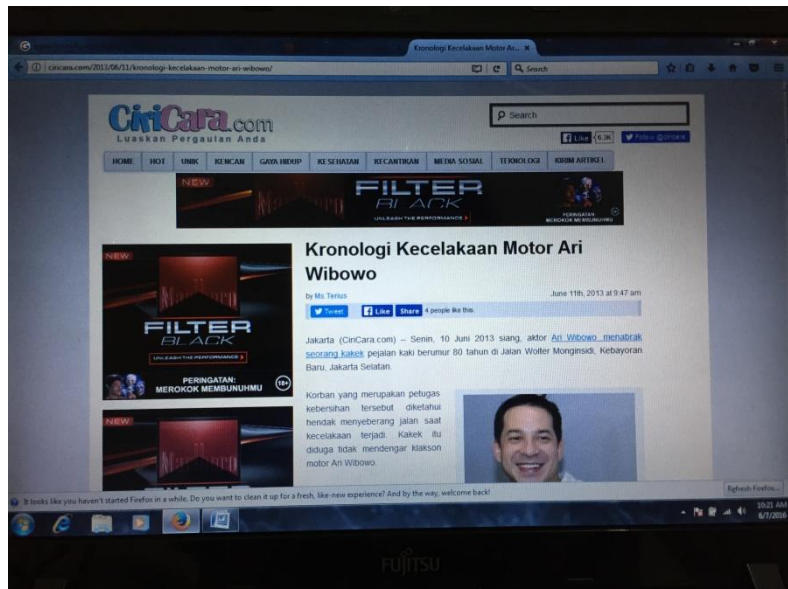 Kronologi Kecelakaan Motor Ar... ×
ciricara.com/2013/06/11/kronologi-kecelakaan-motor-ari-wibowo/
Search
CiriCara.com
Luaskan Pergaulan Anda
Search
Like 6.3K
Follow @ciricara
HOME HOT UNIK KENCAN GAYA HIDUP KESEHATAN KECANTIKAN MEDIA SOSIAL TEKNOLOGI KIRIM ARTIKEL
NEW
Marlboro
FILTER
BLACK
UNLEASH THE PERFORMANCE
PERINGATAN:
MEROKOK MEMBUNUHMU
NEW
Marlboro
FILTER
BLACK
UNLEASH THE PERFORMANCE
PERINGATAN:
MEROKOK MEMBUNUHMU
18+
NEW
Marlboro
FILTER
Kronologi Kecelakaan Motor Ari
Wibowo
by Ms Terius
June 11th, 2013 at 9:47 am
Tweet
Like Share 4 people like this.
Jakarta (CiriCara.com) – Senin, 10 Juni 2013 siang, aktor Ari Wibowo menabrak
seorang kakek pejalan kaki berumur 80 tahun di Jalan Wolter Monginsidi, Kebayoran
Baru, Jakarta Selatan.
Korban yang merupakan petugas
kebersihan tersebut diketahui
hendak menyeberang jalan saat
kecelakaan terjadi. Kakek itu
diduga tidak mendengar klakson
motor Ari Wibowo.
It looks like you haven't started Firefox in a while. Do you want to clean it up for a fresh, like-new experience? And by the way, welcome back!
Refresh Firefox...
10:21 AM
6/7/2016
FUJITSU